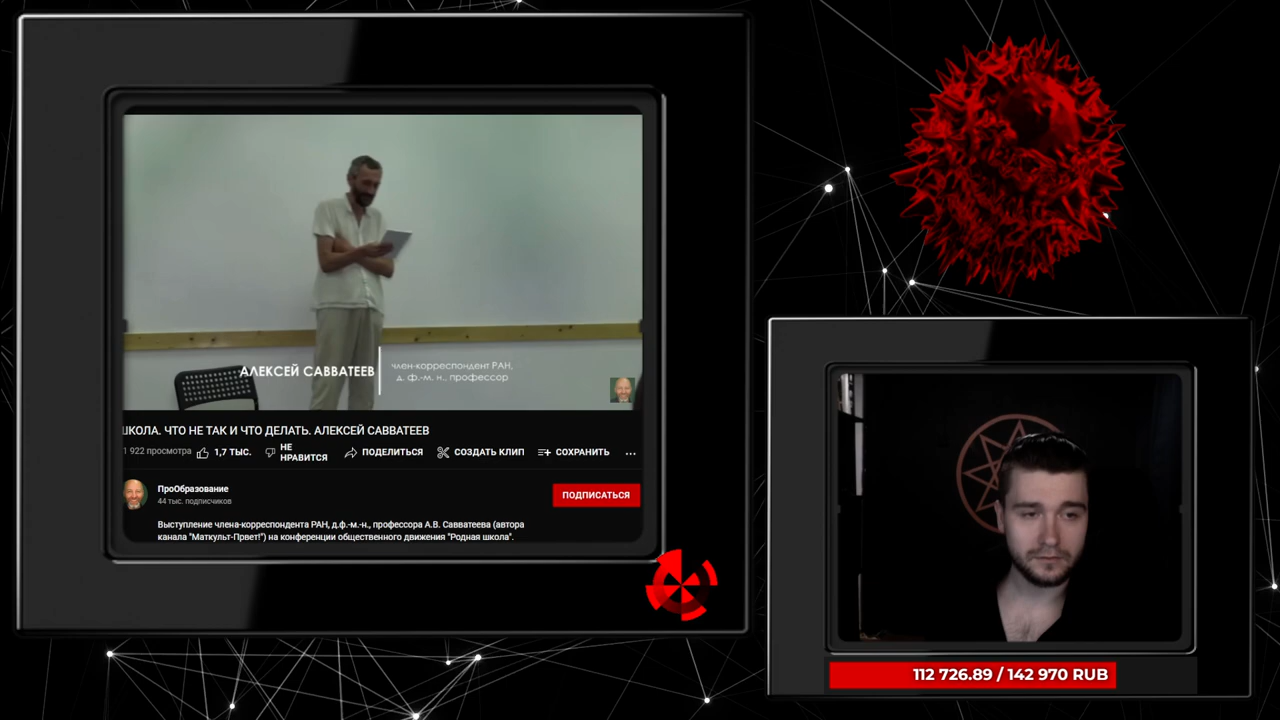 АЛЕКСЕЙ САВВАТЕЕВ
член-корреспондент РАН,
д. ф.-м. н., профессор
ШКОЛА. ЧТО НЕ ТАК И ЧТО ДЕЛАТЬ. АЛЕКСЕЙ САВВАТЕЕВ
1 922 просмотра
1,7 ТЫС.
НЕ
НРАВИТСЯ
ПОДЕЛИТЬСЯ
СОЗДАТЬ КЛИП
СОХРАНИТЬ
ПроОбразование
44 тыс. подписчиков
ПОДПИСАТЬСЯ
Выступление члена-корреспондента РАН, д.ф.-м.-н., профессора А.В. Савватеева (автора
канала "Маткульт-Првет!") на конференции общественного движения "Родная школа".
112 726.89 / 142 970 RUB